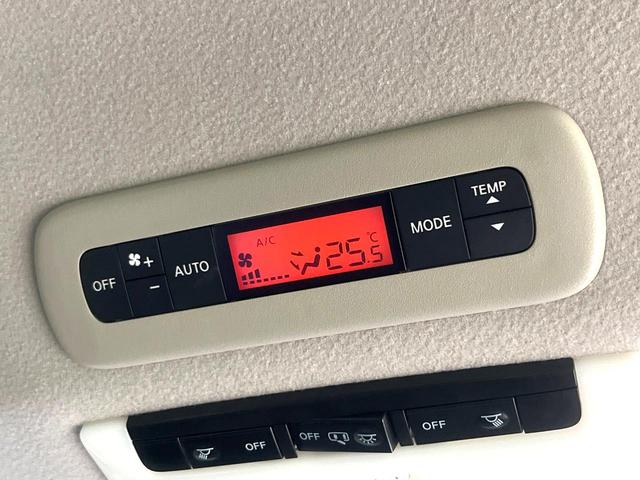 OFF + - AUTO A/C 25.5 °C MODE TEMP
OFF OFF OFF